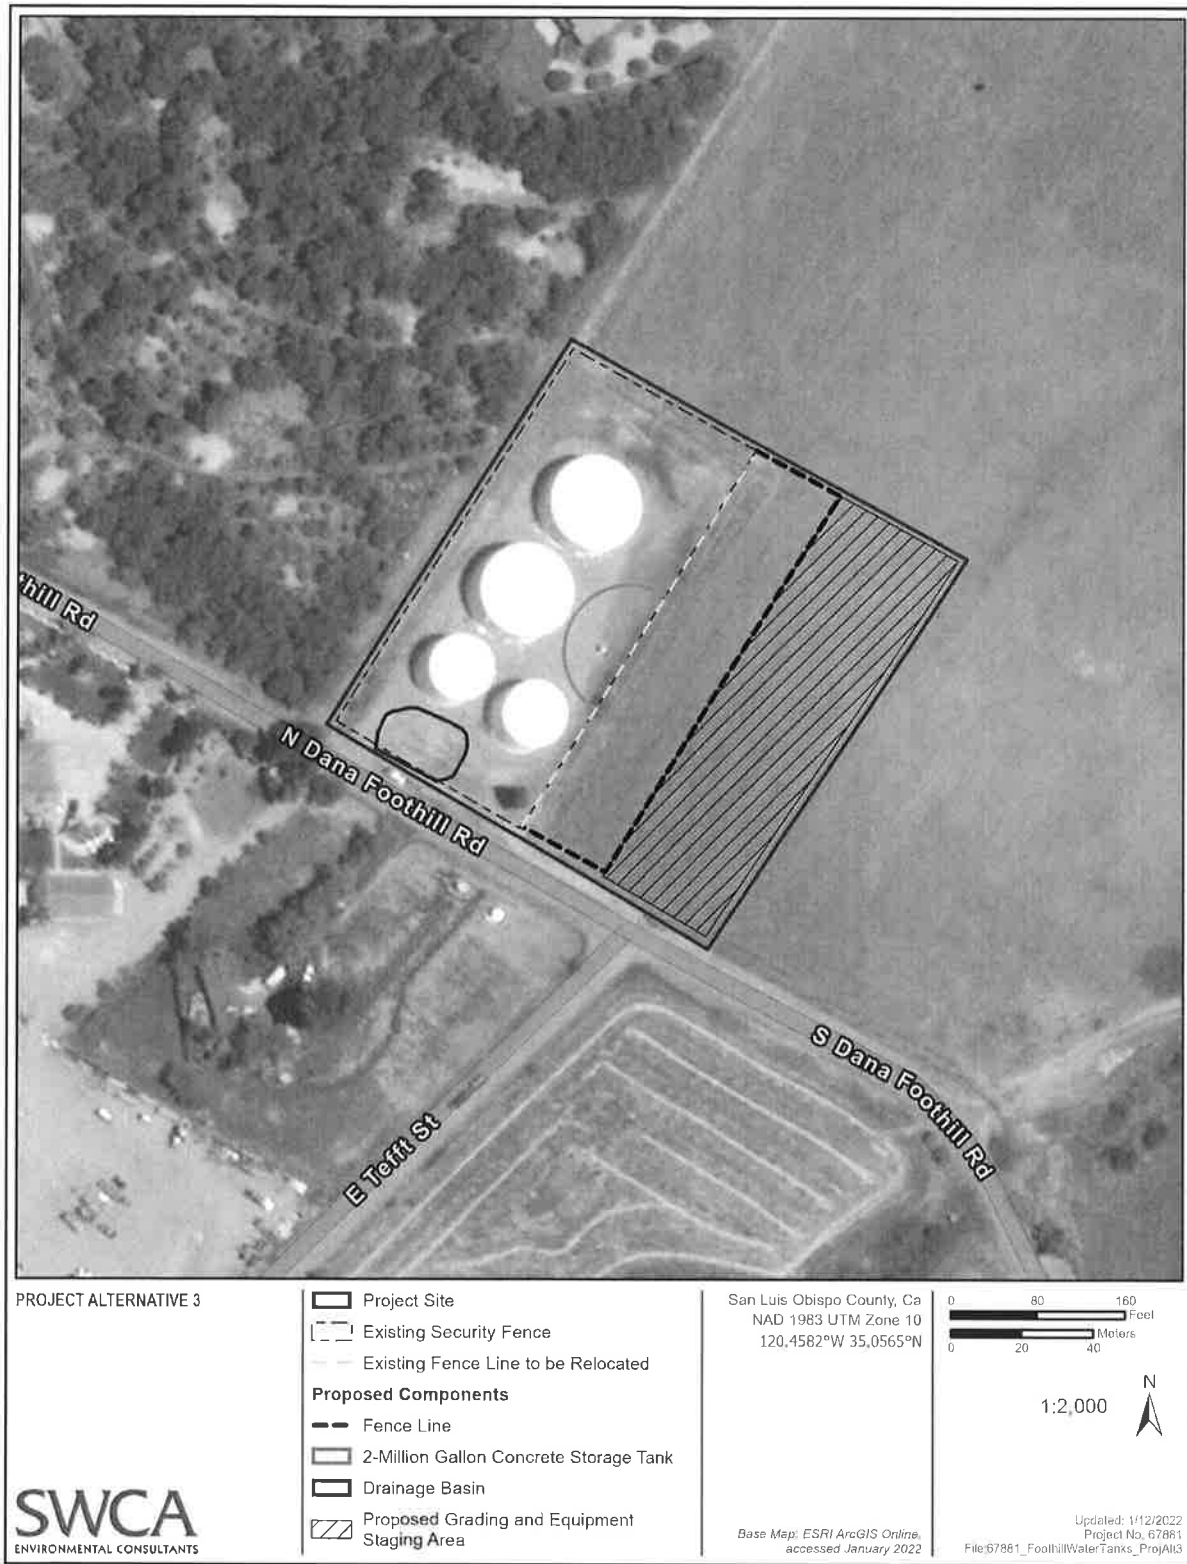 thill Rd
N Dana Foothill Rd
S Dana Foothill Rd
E Tefft St
PROJECT ALTERNATIVE 3
Project Site
Existing Security Fence
Existing Fence Line to be Relocated
Proposed Components
Fence Line
2-Million Gallon Concrete Storage Tank
Drainage Basin
Proposed Grading and Equipment
Staging Area
San Luis Obispo County, Ca
NAD 1983 UTM Zone 10
120.4582°W 35.0565°N
Base Map: ESRI ArcGIS Online,
accessed January 2022
0 80 160
Feet
Meters
0 20 40
N
1:2,000
Updated: 1/12/2022
Project No. 67881
File:67881_FoothillWaterTanks_ProjAlt3
SWCA
ENVIRONMENTAL CONSULTANTS